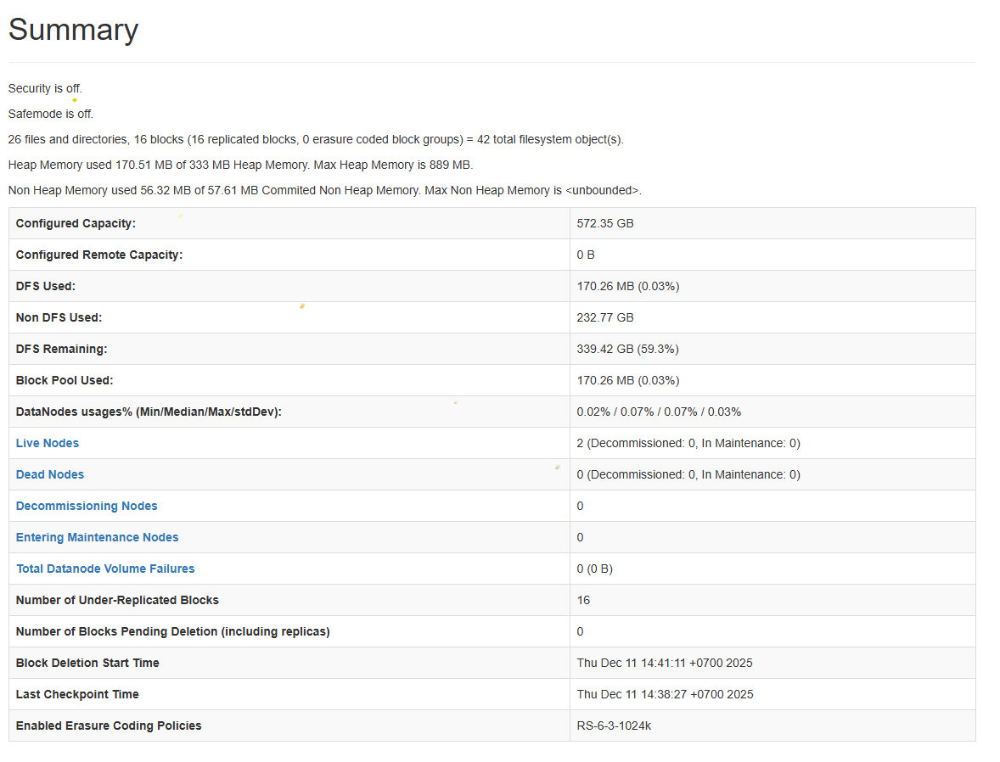 Summary
Security is off.
Safemode is off.
26 files and directories, 16 blocks (16 replicated blocks, 0 erasure coded block groups) = 42 total filesystem object(s).
Heap Memory used 170.51 MB of 333 MB Heap Memory. Max Heap Memory is 889 MB.
Non Heap Memory used 56.32 MB of 57.61 MB Commited Non Heap Memory. Max Non Heap Memory is <unbounded>.
Configured Capacity: 572.35 GB
Configured Remote Capacity: 0 B
DFS Used: 170.26 MB (0.03%)
Non DFS Used: 232.77 GB
DFS Remaining: 339.42 GB (59.3%)
Block Pool Used: 170.26 MB (0.03%)
DataNodes usages% (Min/Median/Max/stdDev): 0.02% / 0.07% / 0.07% / 0.03%
Live Nodes 2 (Decommissioned: 0, In Maintenance: 0)
Dead Nodes 0 (Decommissioned: 0, In Maintenance: 0)
Decommissioning Nodes 0
Entering Maintenance Nodes 0
Total Datanode Volume Failures 0 (0 B)
Number of Under-Replicated Blocks 16
Number of Blocks Pending Deletion (including replicas) 0
Block Deletion Start Time Thu Dec 11 14:41:11 +0700 2025
Last Checkpoint Time Thu Dec 11 14:38:27 +0700 2025
Enabled Erasure Coding Policies RS-6-3-1024k